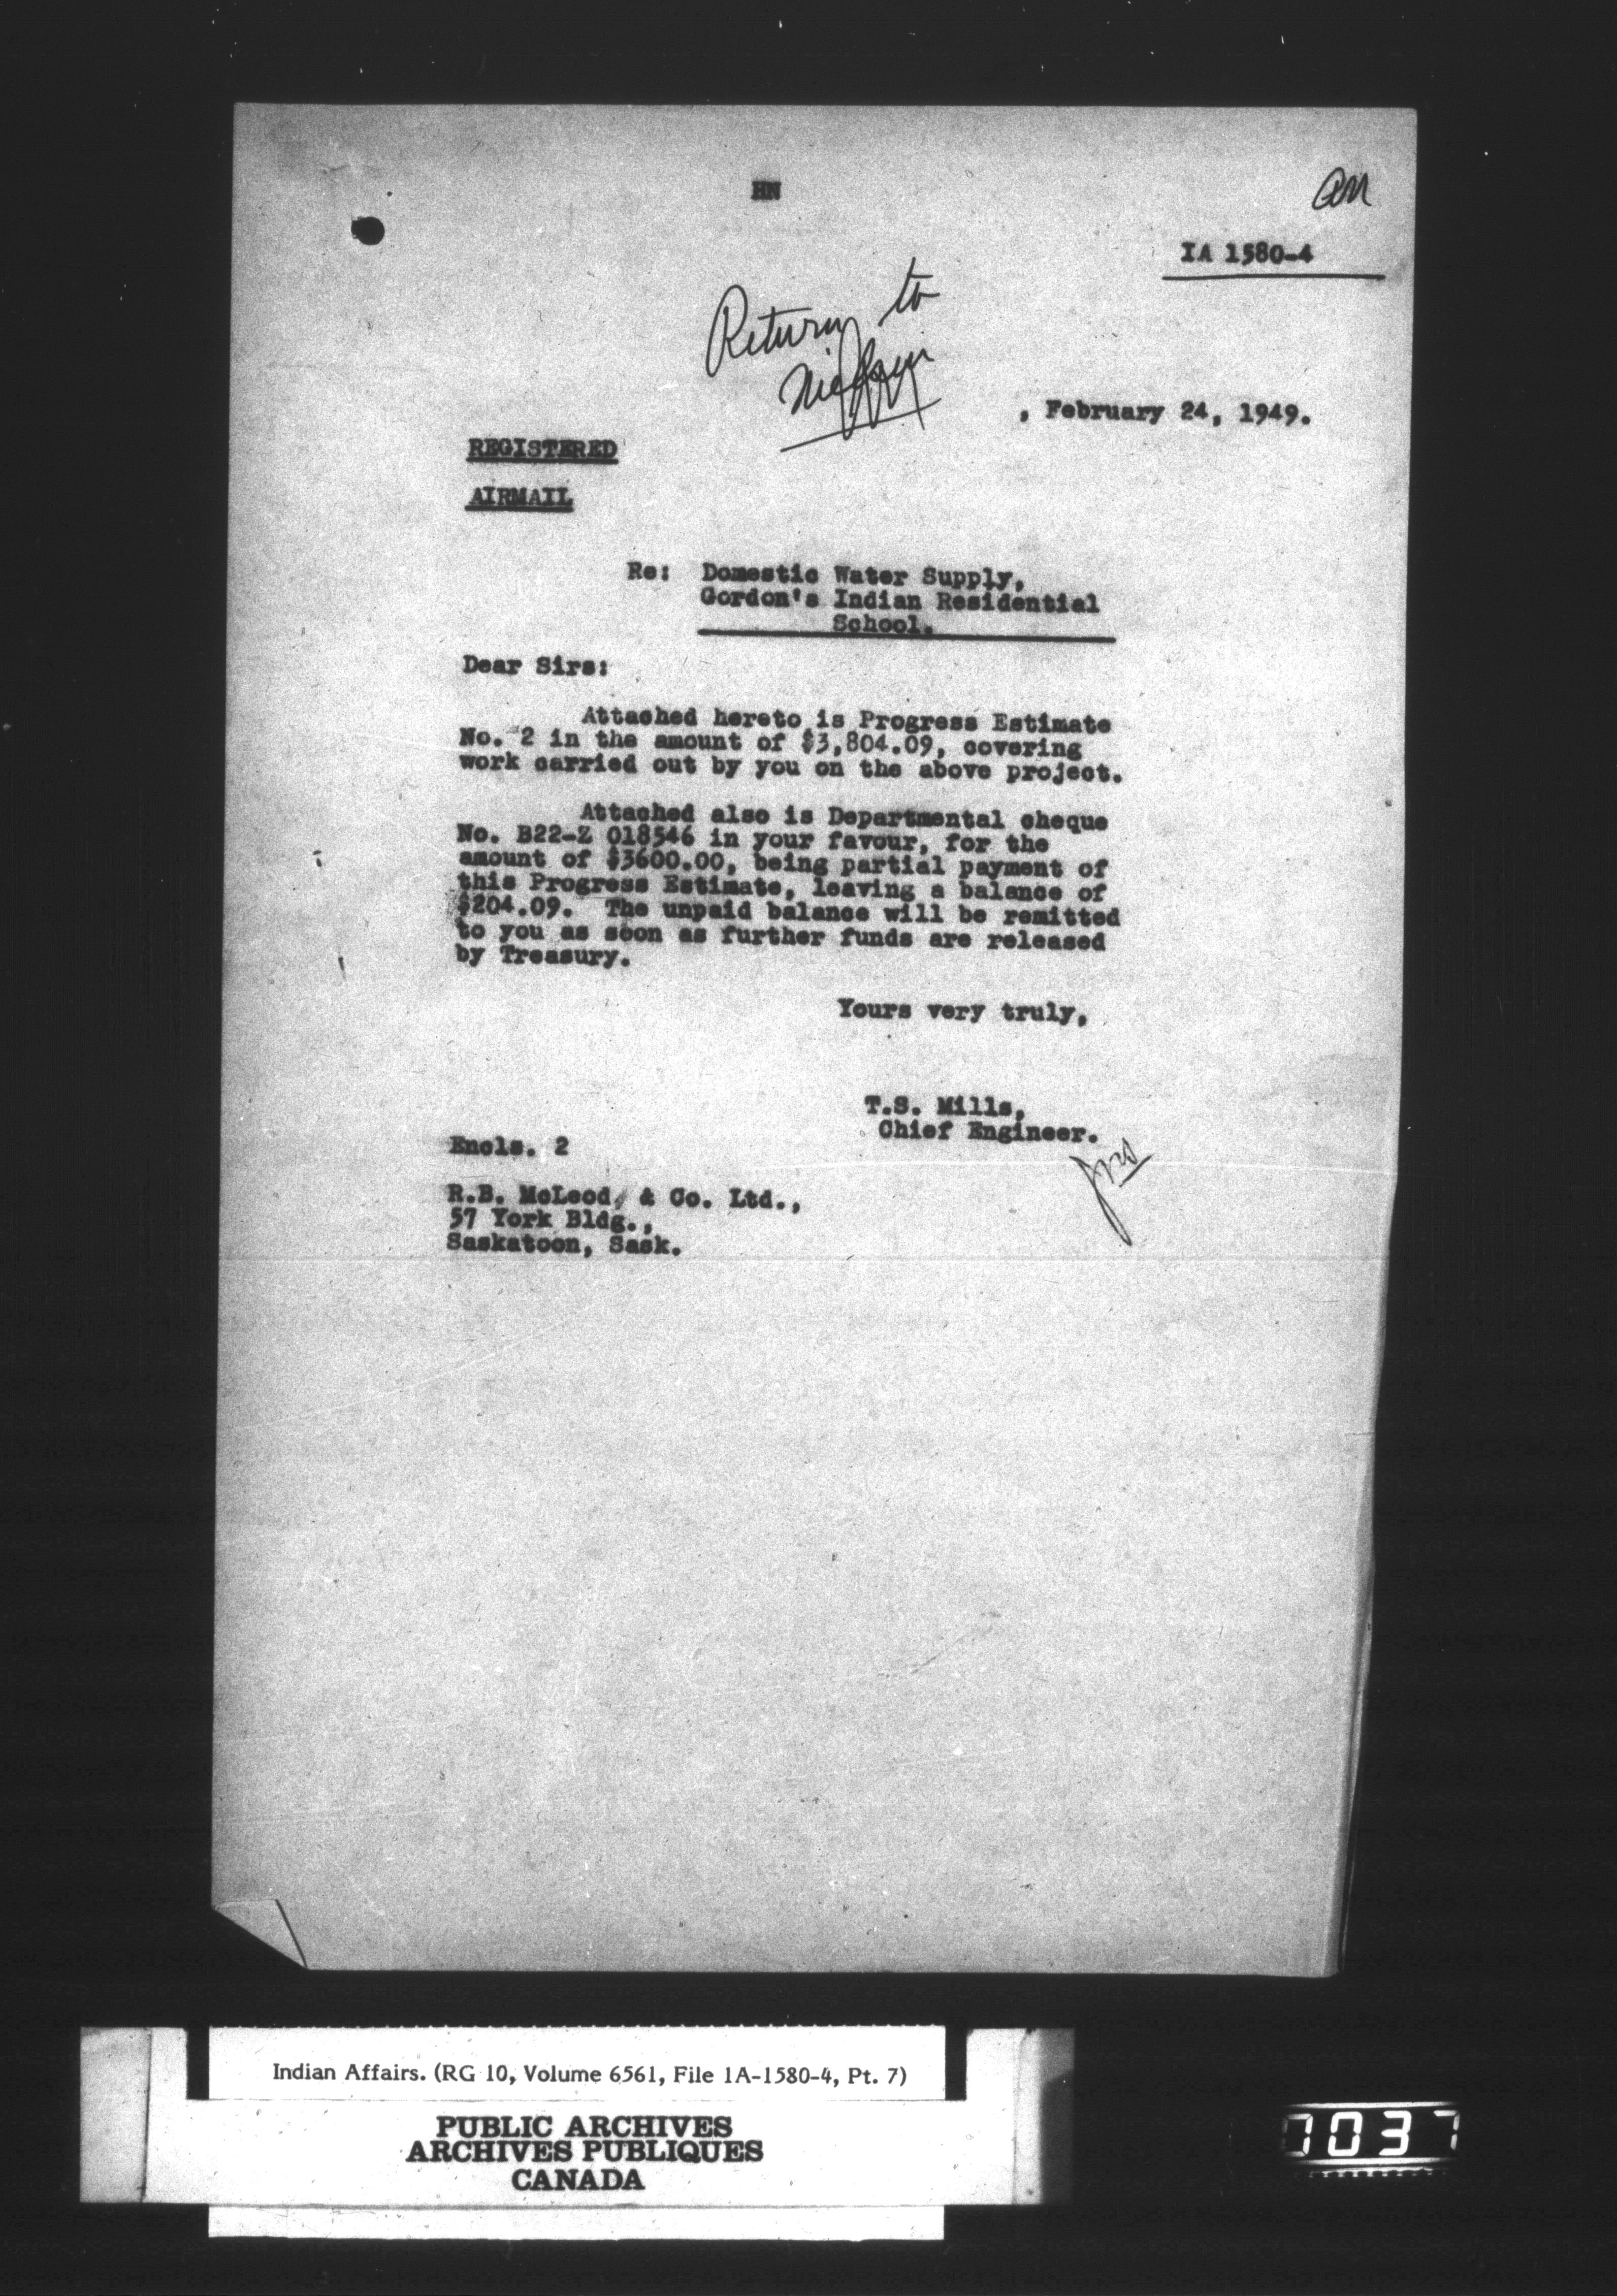 HN
IA 1580-4
Return to
, February 24, 1949.
REGISTERED
AIRMAIL
Re: Domestic Water Supply,
Gordon's Indian Residential
School.
Dear Sirs:
Attached hereto is Progress Estimate
No. 2 in the amount of $3,804.09, covering
work carried out by you on the above project.
Attached also is Departmental cheque
No. B22-Z 018546 in your favour, for the
amount of $3600.00, being partial payment of
this Progress Estimate, leaving a balance of
$204.09. The unpaid balance will be remitted
to you as soon as further funds are released
by Treasury.
Yours very truly,
T.S. Mills,
Chief Engineer.
Encls. 2
R.B. McLeod, & Co. Ltd.,
57 York Bldg.,
Saskatoon, Sask.
Indian Affairs. (RG 10, Volume 6561, File 1A-1580-4, Pt. 7)
PUBLIC ARCHIVES
ARCHIVES PUBLIQUES
CANADA